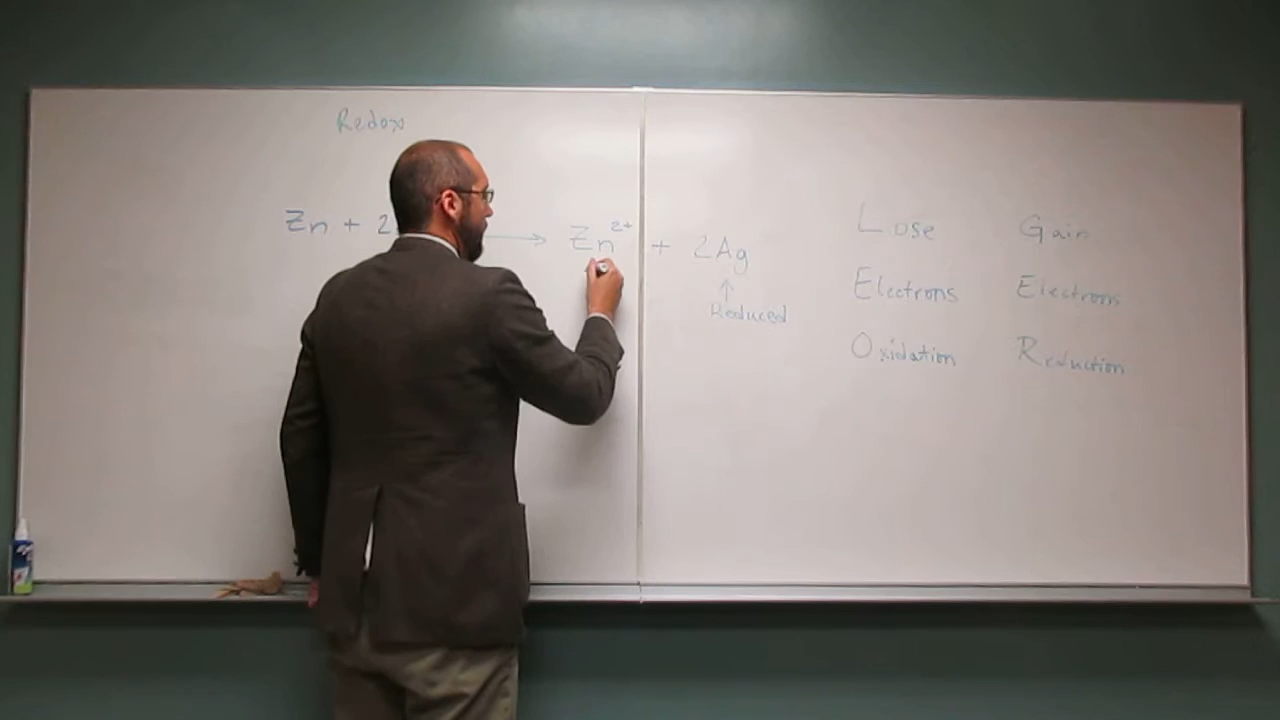 Redox
Zn + 2 → Zn²⁺ + 2Ag
↑
Reduced
Lose Gain
Electrons Electrons
Oxidation Reduction